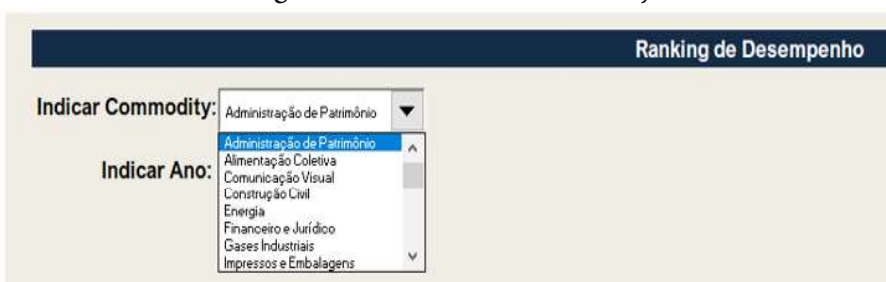 Ranking de Desempenho
Indicar Commodity: Administração de Patrimônio
Administração de Patrimônio
Alimentação Coletiva
Indicar Ano:
Comunicação Visual
Construção Civil
Energia
Financeiro e Jurídico
Gases Industriais
Impressos e Embalagens